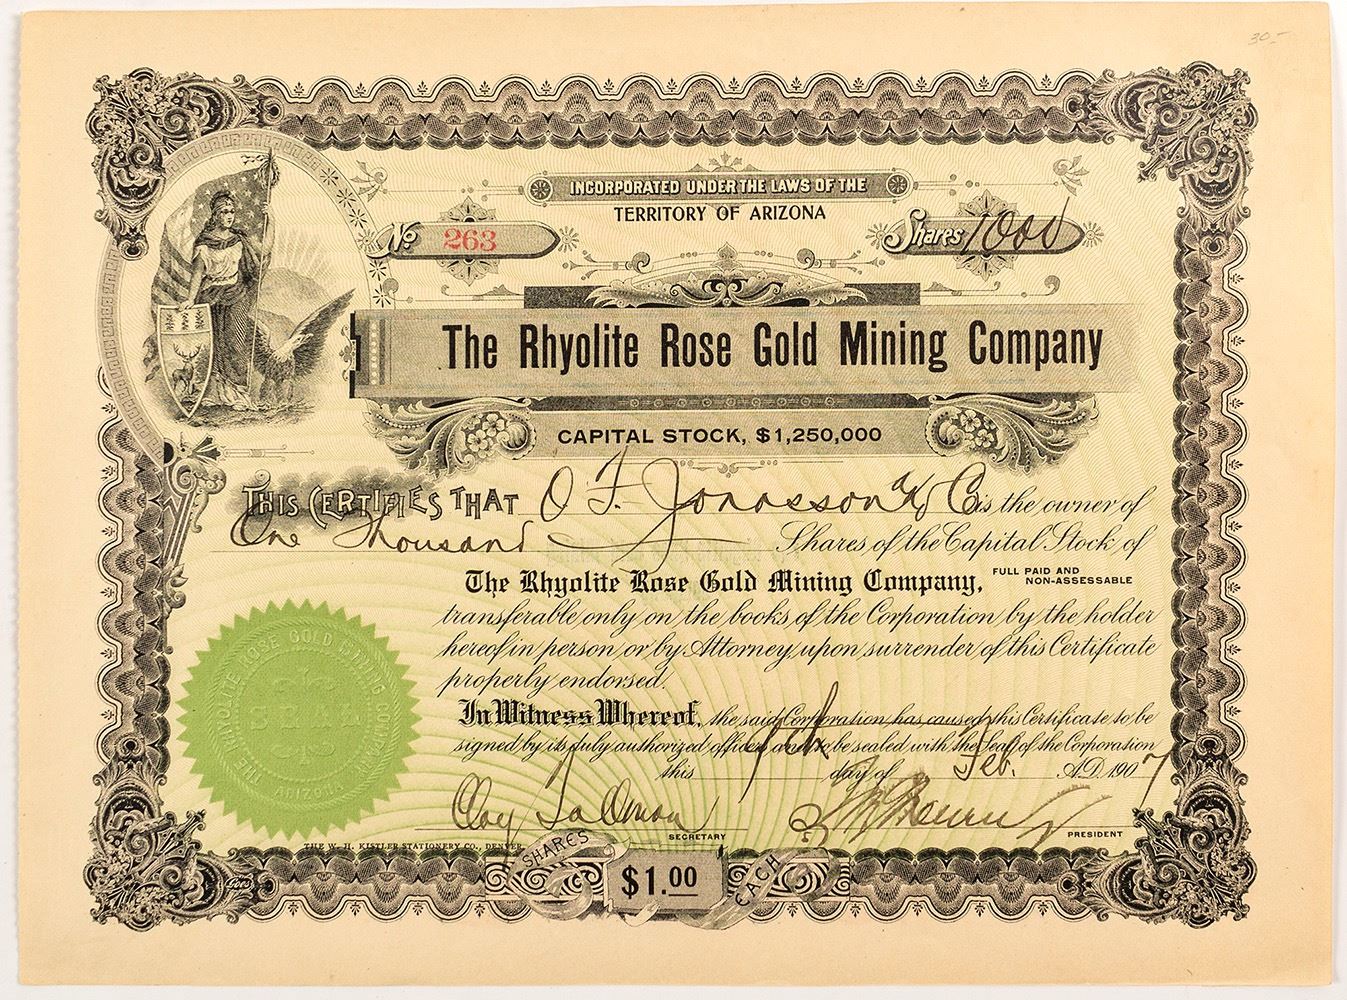 30-
INCORPORATED UNDER THE LAWS OF THE
TERRITORY OF ARIZONA
No 263
Shares 1000
The Rhyolite Rose Gold Mining Company
CAPITAL STOCK, $1,250,000
THIS CERTIFIES THAT O. F. Jonasson & Co is the owner of
One Thousand Shares of the Capital Stock of
The Rhyolite Rose Gold Mining Company, FULL PAID AND NON-ASSESSABLE
transferable only on the books of the Corporation by the holder
hereof in person or by Attorney, upon surrender of this Certificate
properly endorsed.
In Witness Whereof, the said Corporation has caused this Certificate to be
signed by its duly authorized officers and to be sealed with the Seal of the Corporation
this day of Feb. A.D. 1907
SECRETARY
PRESIDENT
THE RHYOLITE ROSE GOLD MINING COMPANY
ARIZONA
THE W. H. KISTLER STATIONERY CO., DENVER
SHARES $1.00 EACH